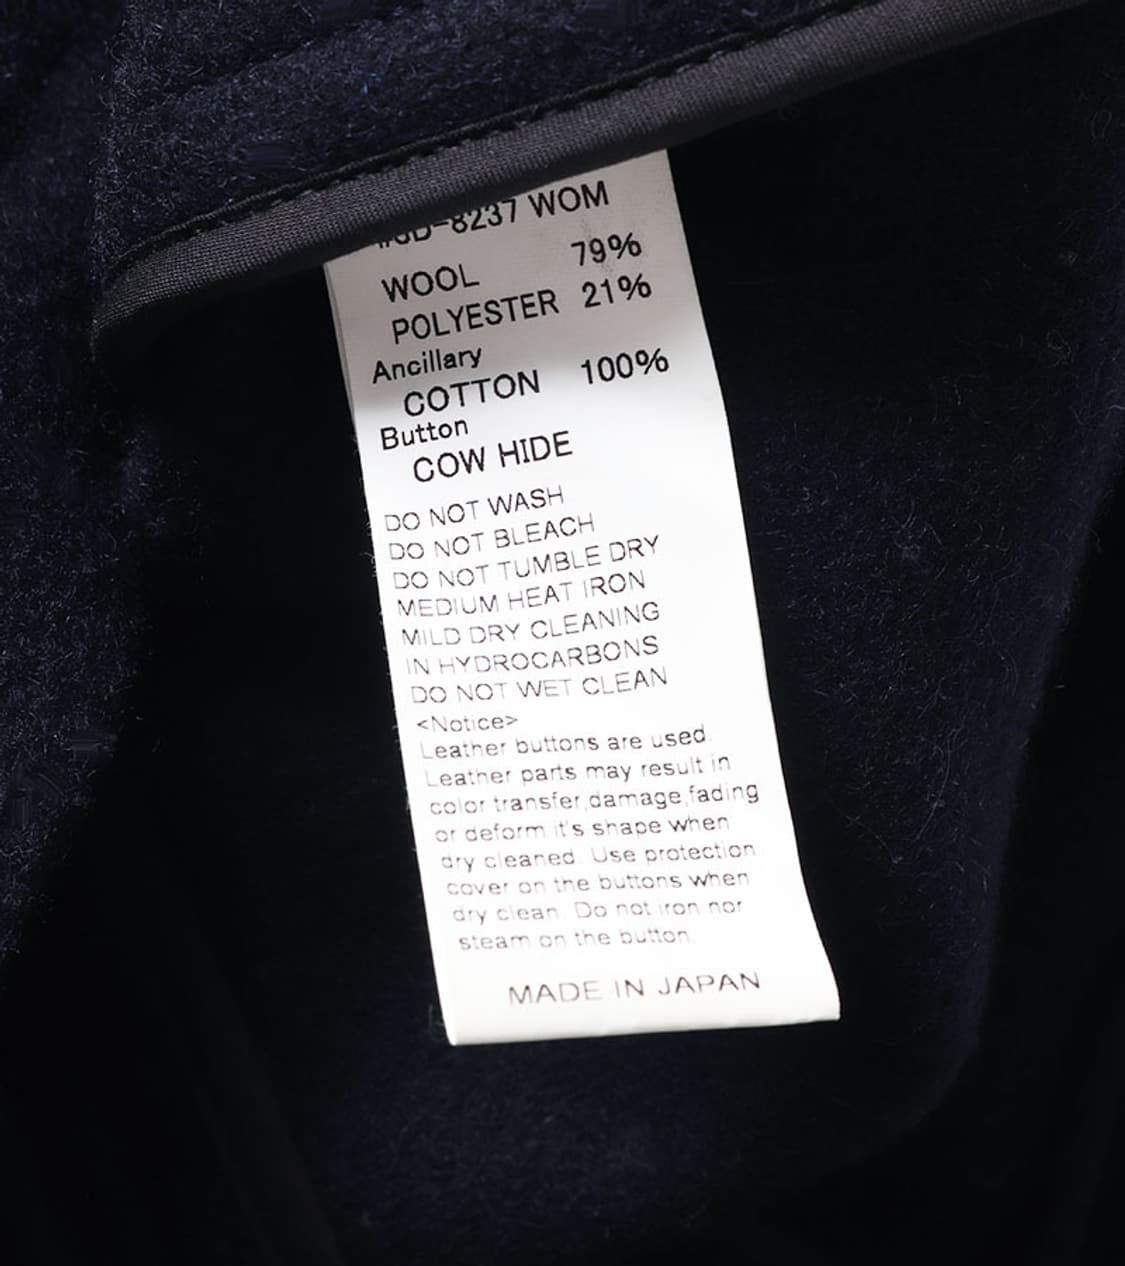 -8237 WOM
WOOL 79%
POLYESTER 21%
Ancillary
COTTON 100%
Button
COW HIDE
DO NOT WASH
DO NOT BLEACH
DO NOT TUMBLE DRY
MEDIUM HEAT IRON
MILD DRY CLEANING
IN HYDROCARBONS
DO NOT WET CLEAN
<Notice>
Leather buttons are used.
Leather parts may result in
color transfer,damage,fading
or deform it's shape when
dry cleaned. Use protection
cover on the buttons when
dry clean. Do not iron nor
steam on the button.
MADE IN JAPAN